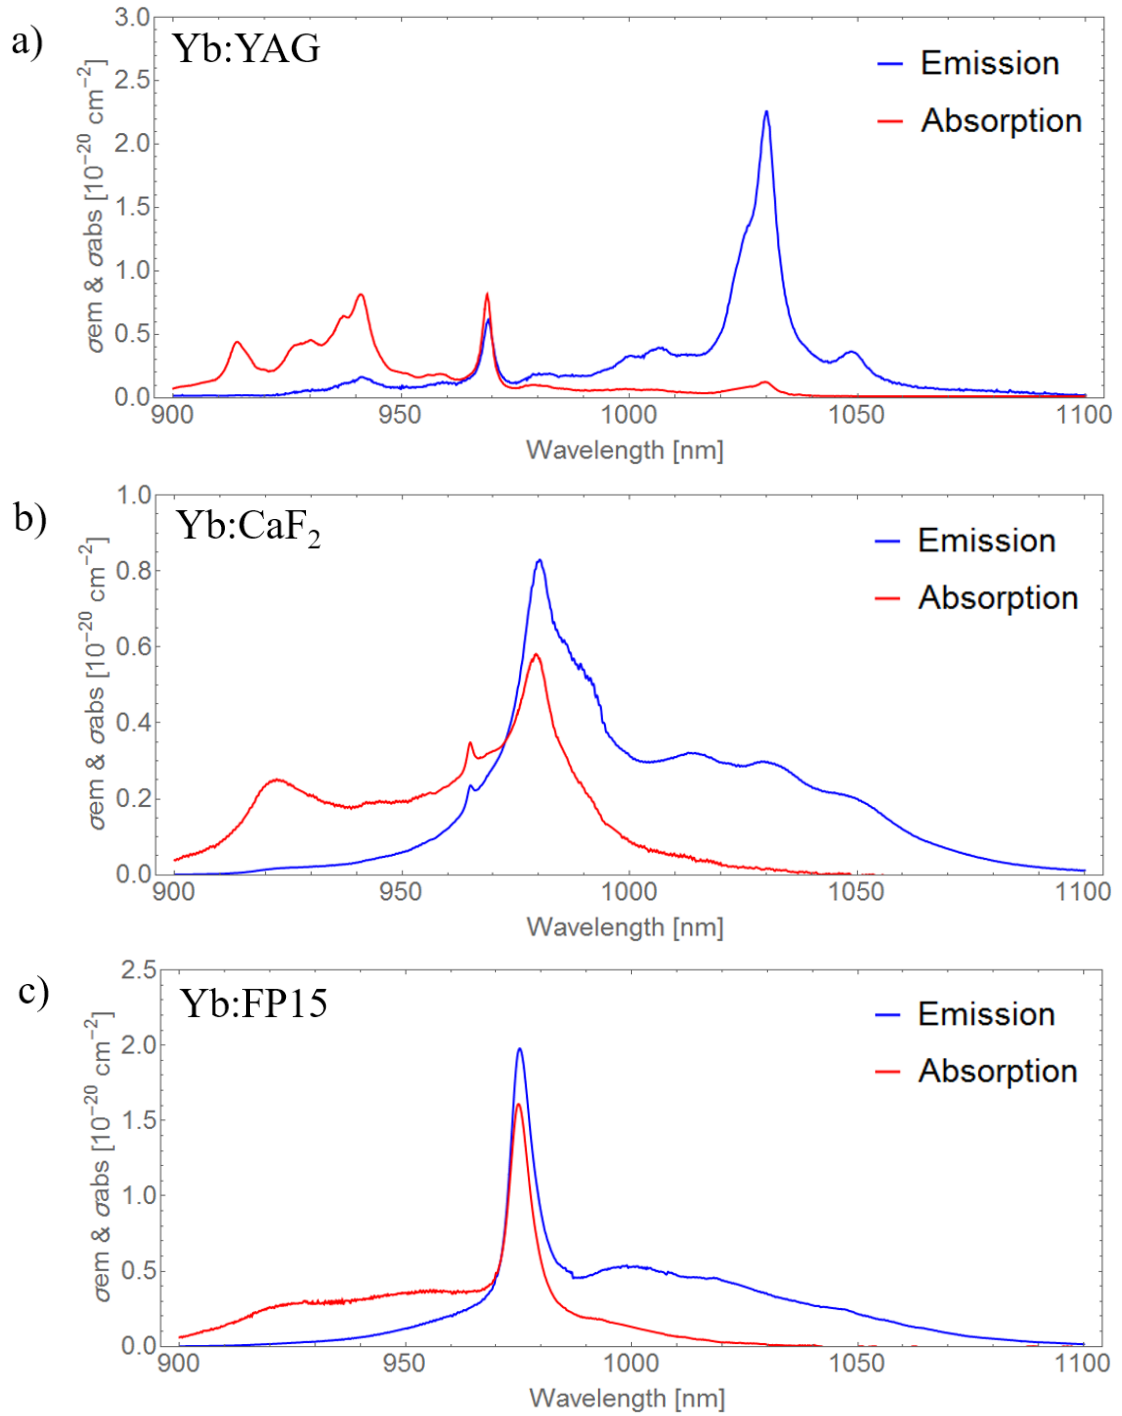 a)
Yb:YAG
Emission
Absorption
σem & σabs [10⁻²⁰ cm⁻²]
3.0
2.5
2.0
1.5
1.0
0.5
0.0
900 950 1000 1050 1100
Wavelength [nm]
b)
Yb:CaF₂
Emission
Absorption
σem & σabs [10⁻²⁰ cm⁻²]
1.0
0.8
0.6
0.4
0.2
0.0
900 950 1000 1050 1100
Wavelength [nm]
c)
Yb:FP15
Emission
Absorption
σem & σabs [10⁻²⁰ cm⁻²]
2.5
2.0
1.5
1.0
0.5
0.0
900 950 1000 1050 1100
Wavelength [nm]